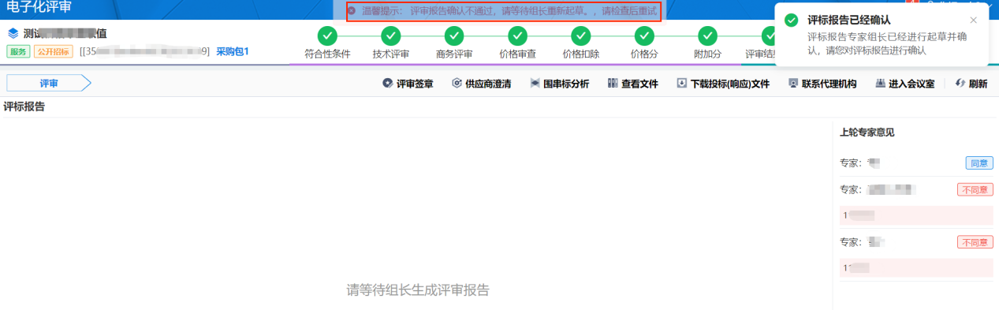 电子化评审
温馨提示： 评审报告确认不通过，请等待组长重新起草。，请检查后重试
4
评标报告已经确认
评标报告专家组长已经进行起草并确
认，请您对评标报告进行确认
测试 值
服务 公开招标 [[35 9] 采购包1
符合性条件 技术评审 商务评审 价格审查 价格扣除 价格分 附加分 评审结
评审
评审签章 供应商澄清 围串标分析 查看文件 下载投标(响应)文件 联系代理机构 进入会议室 刷新
评标报告
上轮专家意见
专家： 同意
专家： 不同意
1
专家： 不同意
11
请等待组长生成评审报告